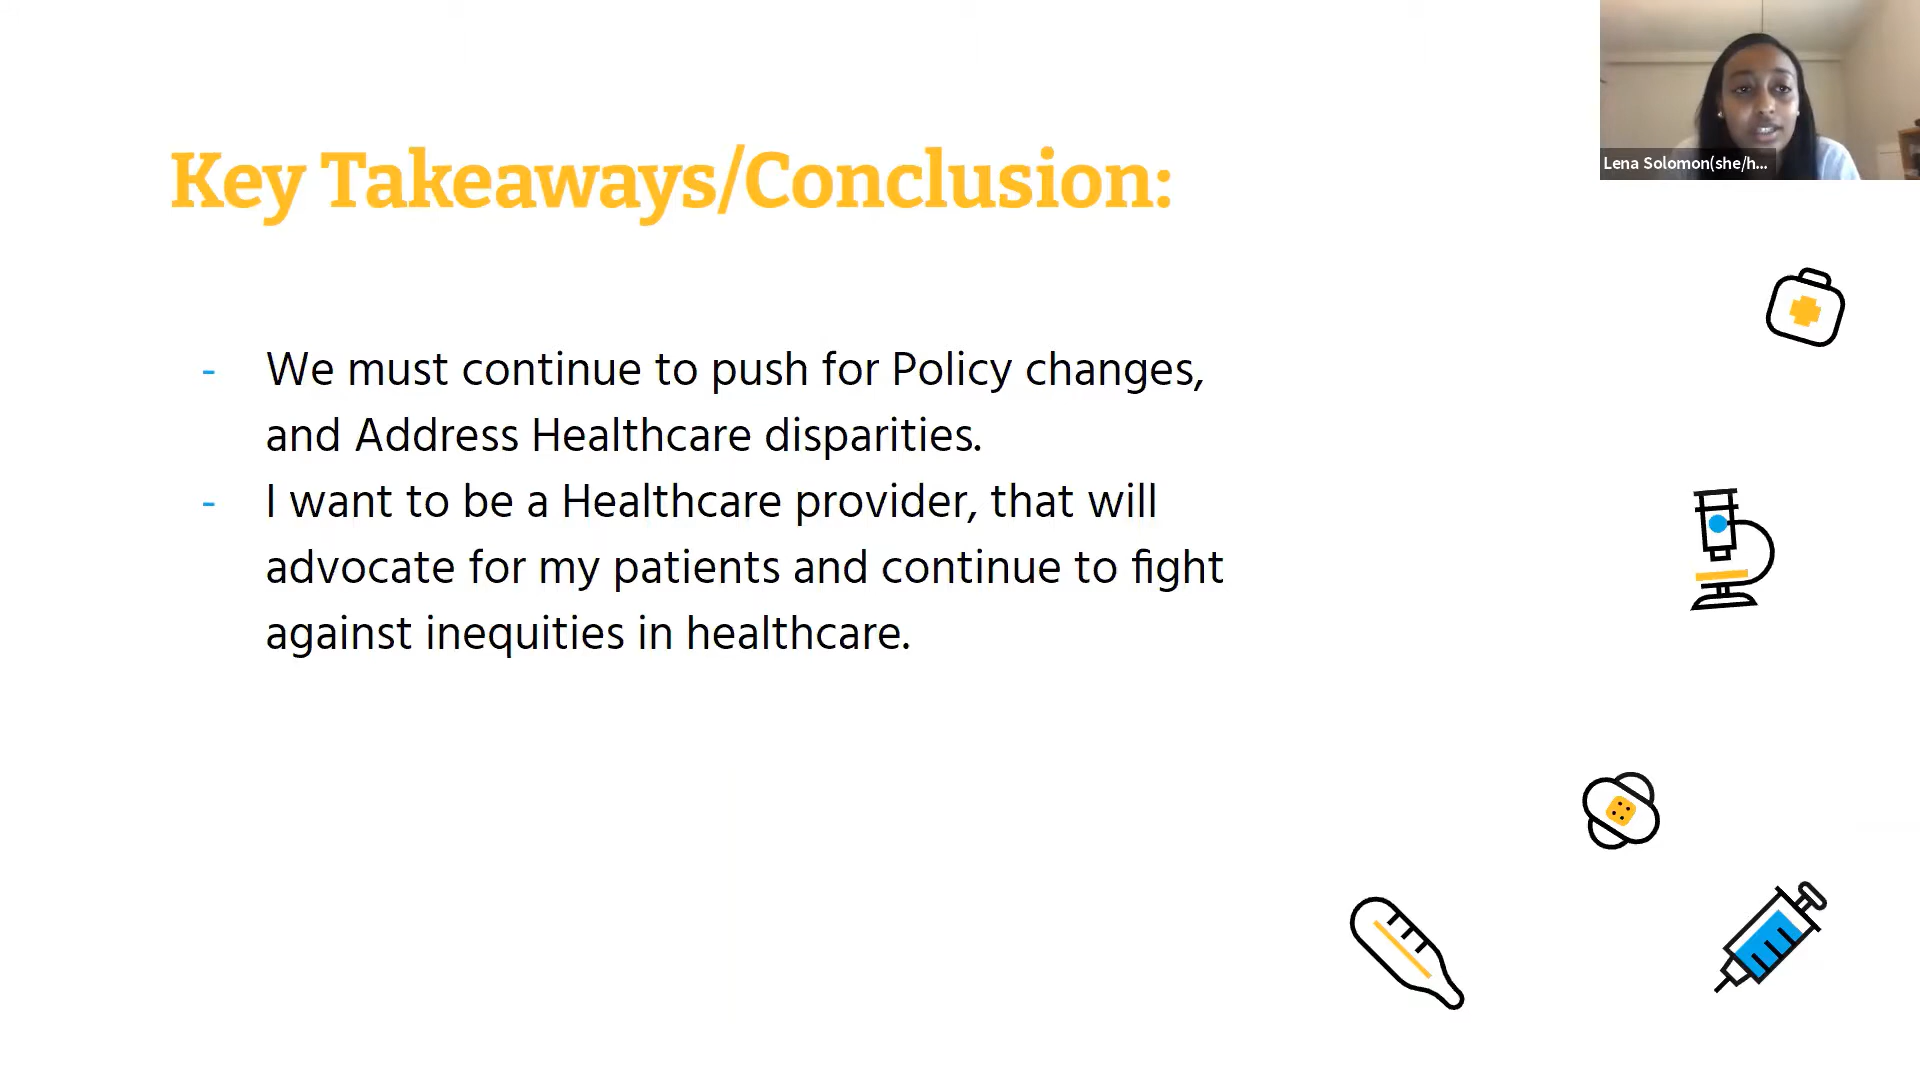 Lena Solomon(she/h...
Key Takeaways/Conclusion:
- We must continue to push for Policy changes,
and Address Healthcare disparities.
- I want to be a Healthcare provider, that will
advocate for my patients and continue to fight
against inequities in healthcare.